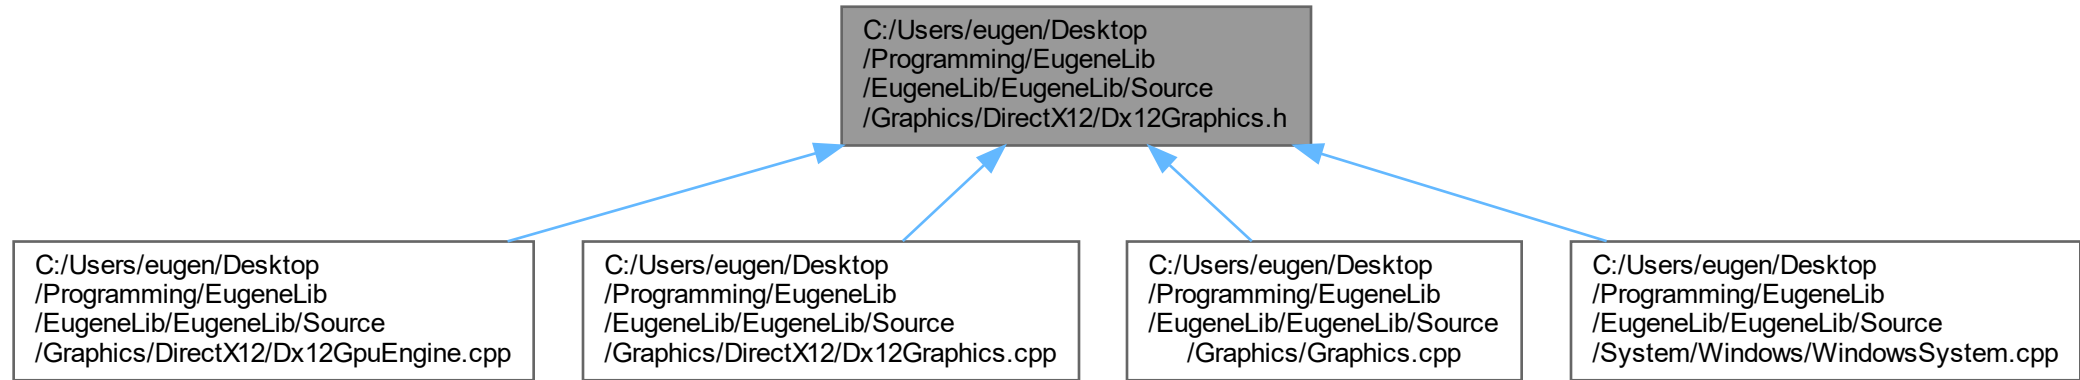 C:/Users/eugen/Desktop
/Programming/EugeneLib
/EugeneLib/EugeneLib/Source
/Graphics/DirectX12/Dx12Graphics.h
C:/Users/eugen/Desktop
/Programming/EugeneLib
/EugeneLib/EugeneLib/Source
/Graphics/DirectX12/Dx12GpuEngine.cpp
C:/Users/eugen/Desktop
/Programming/EugeneLib
/EugeneLib/EugeneLib/Source
/Graphics/DirectX12/Dx12Graphics.cpp
C:/Users/eugen/Desktop
/Programming/EugeneLib
/EugeneLib/EugeneLib/Source
/Graphics/Graphics.cpp
C:/Users/eugen/Desktop
/Programming/EugeneLib
/EugeneLib/EugeneLib/Source
/System/Windows/WindowsSystem.cpp